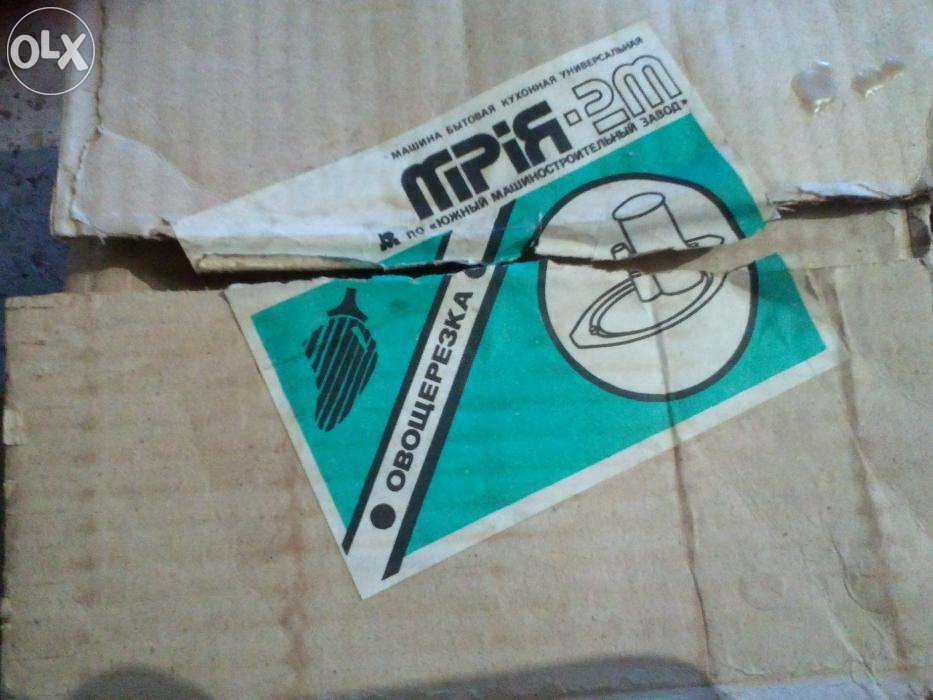 OLX
МАШИНА БЫТОВАЯ КУХОННАЯ УНИВЕРСАЛЬНАЯ
МРІЯ-2М
ПО «ЮЖНЫЙ МАШИНОСТРОИТЕЛЬНЫЙ ЗАВОД»
ОВОЩЕРЕЗКА